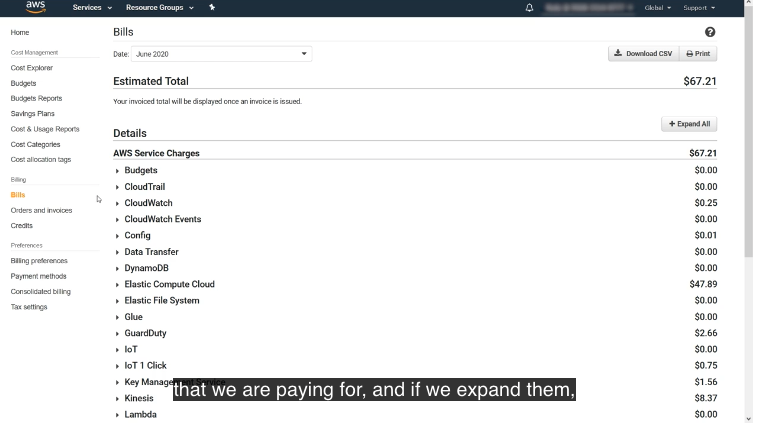 aws Services Resource Groups Global Support
Home
Cost Management
Cost Explorer
Budgets
Budgets Reports
Savings Plans
Cost & Usage Reports
Cost Categories
Cost allocation tags
Billing
Bills
Orders and invoices
Credits
Preferences
Billing preferences
Payment methods
Consolidated billing
Tax settings
Bills ?
Date: June 2020 Download CSV Print
Estimated Total $67.21
Your invoiced total will be displayed once an invoice is issued.
+ Expand All
Details
AWS Service Charges $67.21
Budgets $0.00
CloudTrail $0.00
CloudWatch $0.25
CloudWatch Events $0.00
Config $0.01
Data Transfer $0.00
DynamoDB $0.00
Elastic Compute Cloud $47.89
Elastic File System $0.00
Glue $0.00
GuardDuty $2.66
IoT $0.00
IoT 1 Click $0.75
Key Management Service $1.56
that we are paying for, and if we expand them,
Kinesis $8.37
Lambda $0.00